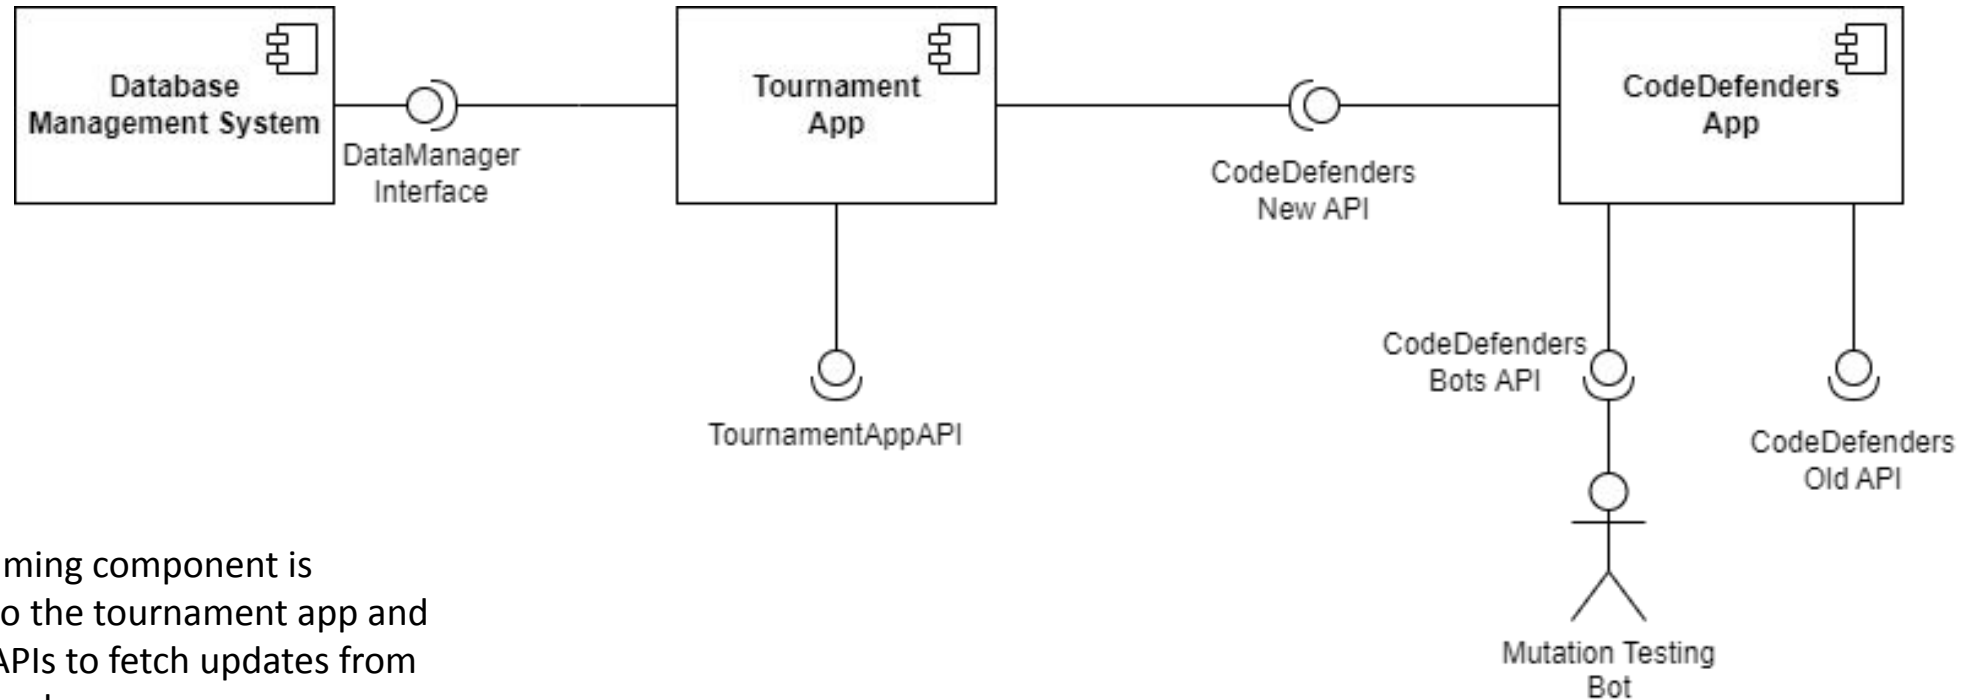 Database
Management System
DataManager
Interface
Tournament
App
TournamentAppAPI
CodeDefenders
New API
CodeDefenders
App
CodeDefenders
Bots API
CodeDefenders
Old API
Mutation Testing
Bot
ming component is
o the tournament app and
APIs to fetch updates from